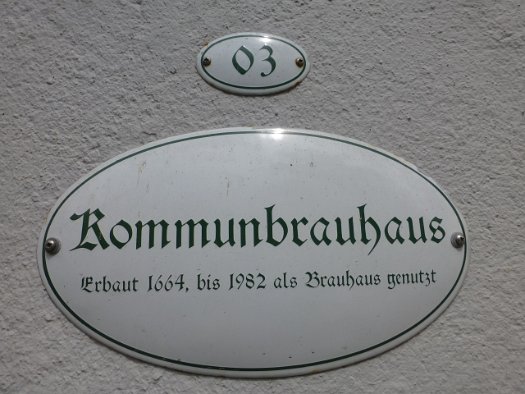 03
Kommunbrauhaus
Erbaut 1664, bis 1982 als Brauhaus genutzt